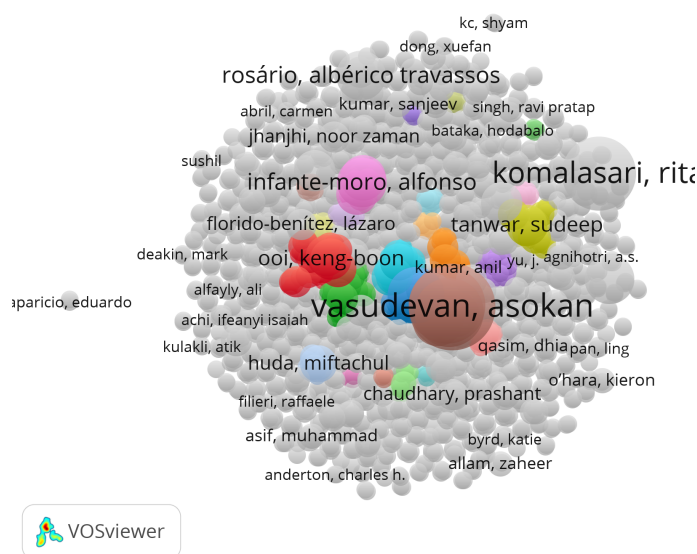 kc, shyam
dong, xuefan
rosário, albérico travassos
abril, carmen
kumar, sanjeev
singh, ravi pratap
jhanjhi, noor zaman
bataka, hodabalo
sushil
komalasari, rita
infante-moro, alfonso
florido-benítez, lázaro
tanwar, sudeep
deakin, mark
ooi, keng-boon
kumar, anil
yu, j.
agnihotri, a.s.
alfayly, ali
aparicio, eduardo
vasudevan, asokan
achi, ifeanyi isaiah
kulakli, atik
qasim, dhia
pan, ling
huda, miftachul
o'hara, kieron
chaudhary, prashant
filieri, raffaele
asif, muhammad
byrd, katie
allam, zaheer
anderton, charles h.
VOSviewer